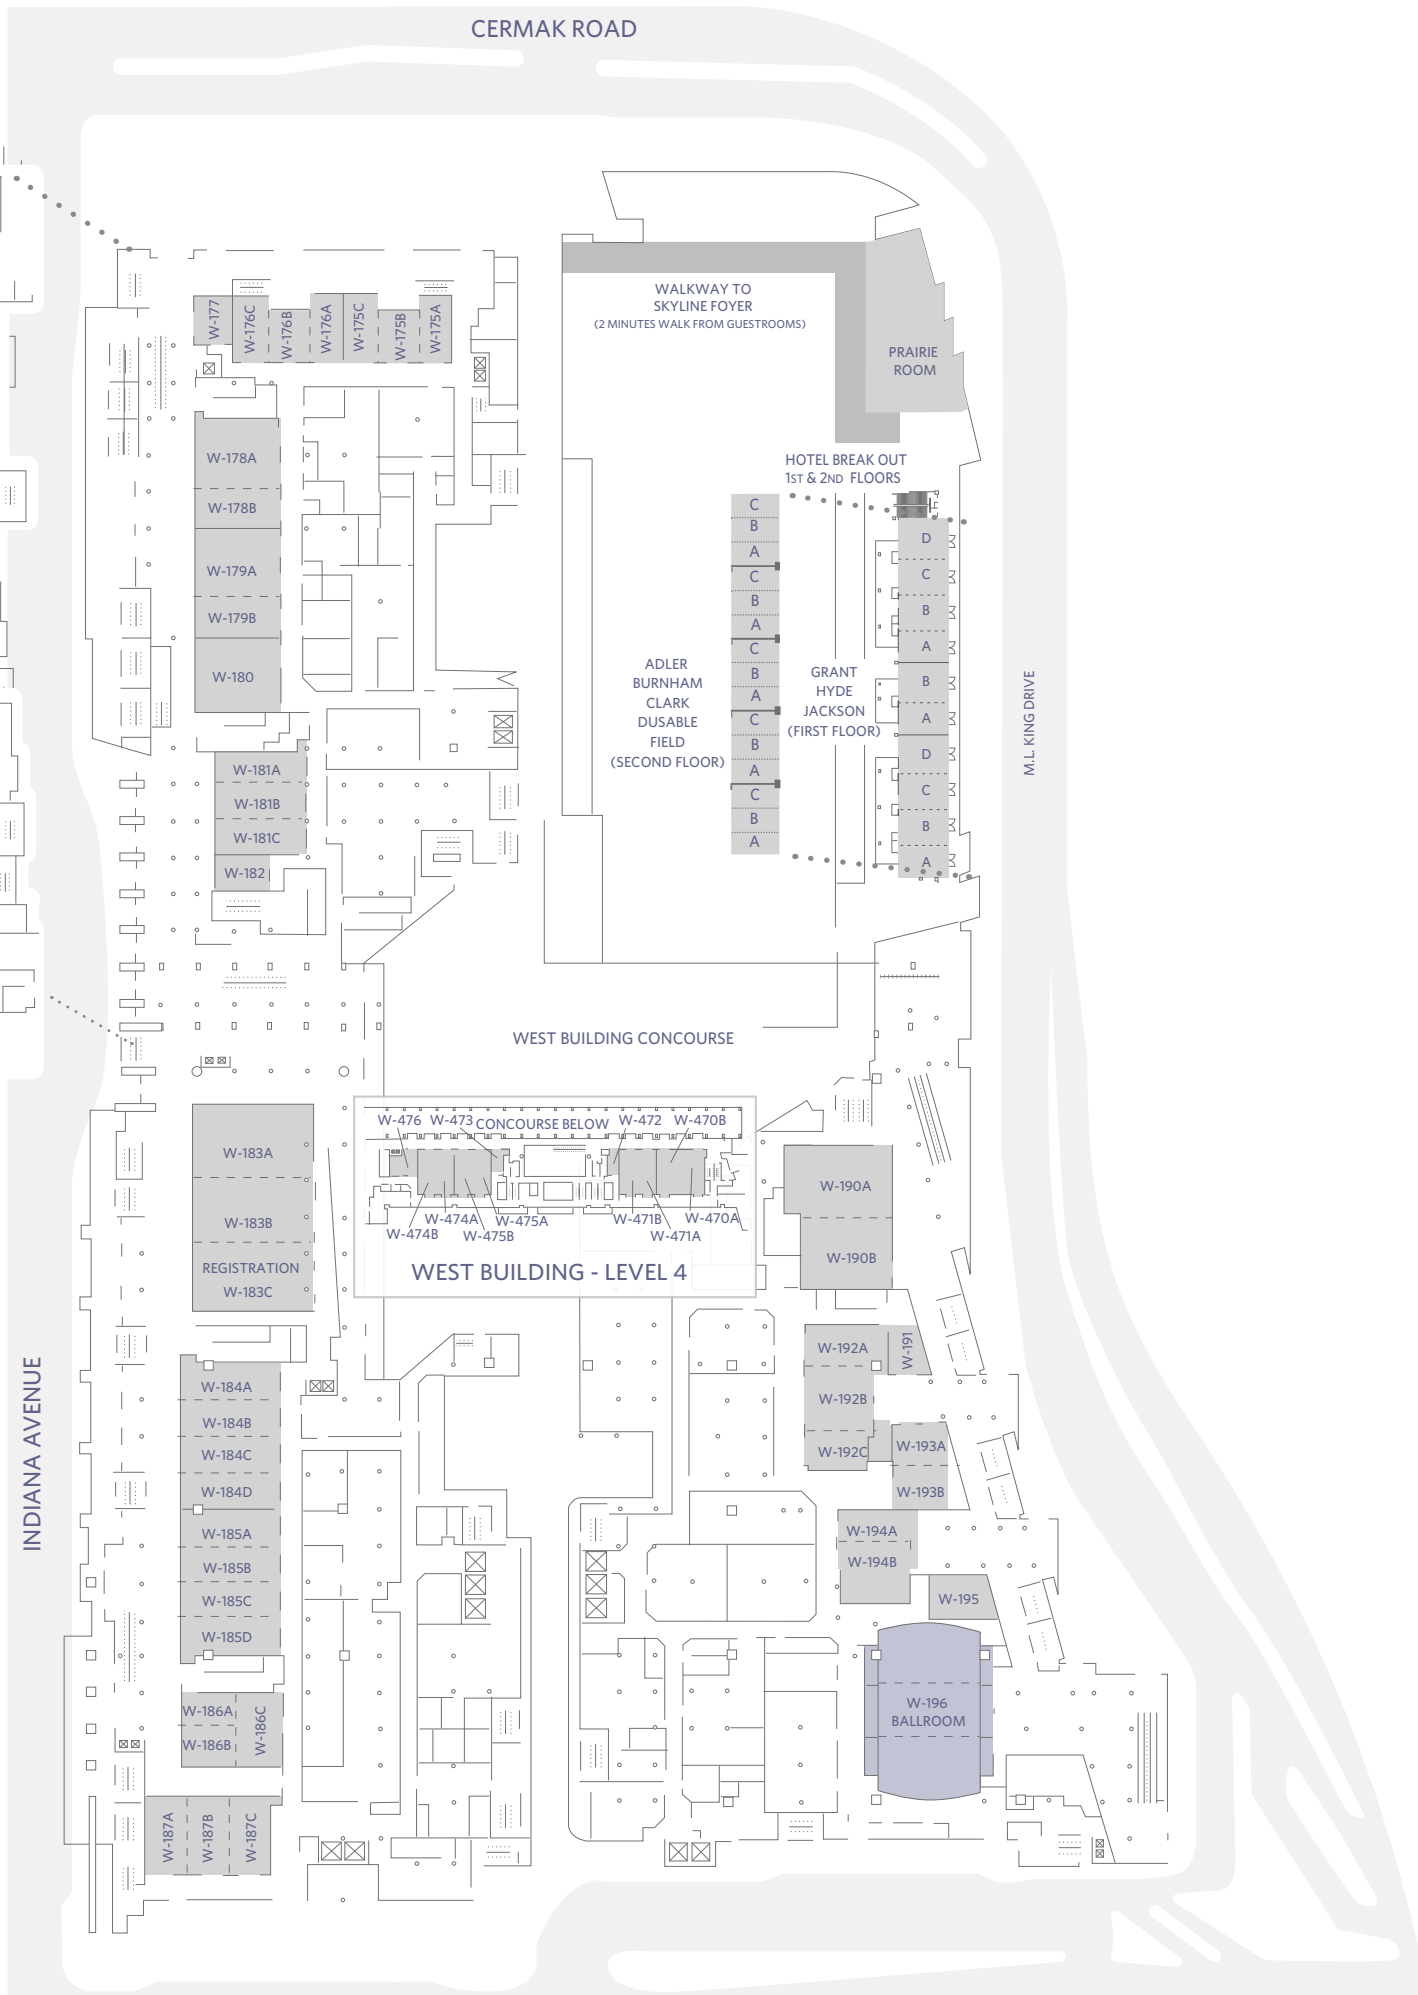 CERMAK ROAD
WALKWAY TO
SKYLINE FOYER
(2 MINUTES WALK FROM GUESTROOMS)
PRAIRIE
ROOM
W-177
W-176C
W-176B
W-176A
W-175C
W-175B
W-175A
W-178A
W-178B
W-179A
W-179B
W-180
W-181A
W-181B
W-181C
W-182
HOTEL BREAK OUT
1ST & 2ND FLOORS
C
B
A
C
B
A
C
B
A
C
B
A
C
B
A
ADLER
BURNHAM
CLARK
DUSABLE
FIELD
(SECOND FLOOR)
GRANT
HYDE
JACKSON
(FIRST FLOOR)
D
C
B
A
B
A
D
C
B
A
M.L. KING DRIVE
WEST BUILDING CONCOURSE
W-476
W-473
CONCOURSE BELOW
W-472
W-470B
W-474A
W-475A
W-471B
W-470A
W-474B
W-475B
W-471A
WEST BUILDING - LEVEL 4
W-183A
W-183B
REGISTRATION
W-183C
W-184A
W-184B
W-184C
W-184D
W-185A
W-185B
W-185C
W-185D
W-186A
W-186B
W-186C
W-187A
W-187B
W-187C
INDIANA AVENUE
W-190A
W-190B
W-191
W-192A
W-192B
W-192C
W-193A
W-193B
W-194A
W-194B
W-195
W-196
BALLROOM